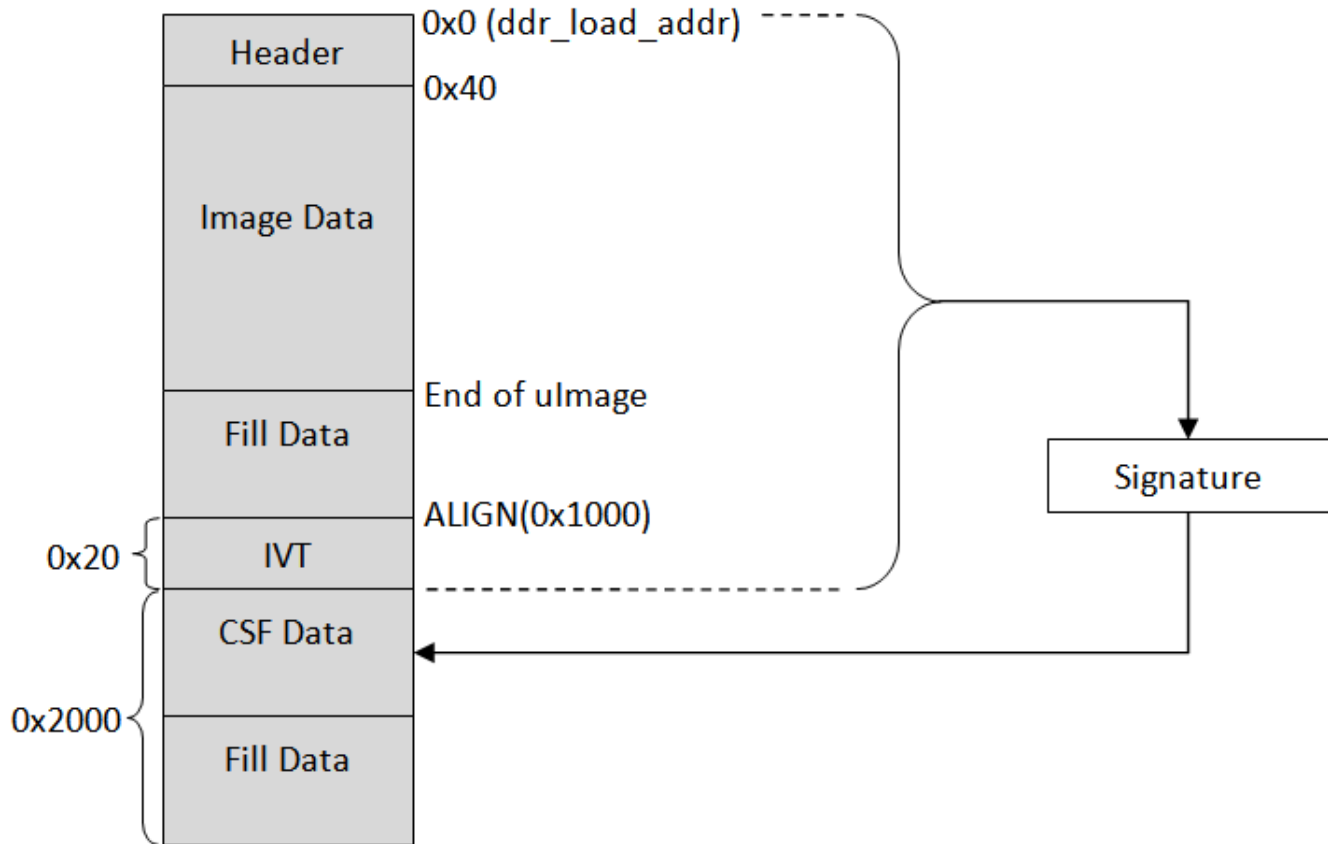 0x0 (ddr_load_addr)
Header
0x40
Image Data
End of uImage
Fill Data
Signature
ALIGN(0x1000)
0x20
IVT
CSF Data
0x2000
Fill Data